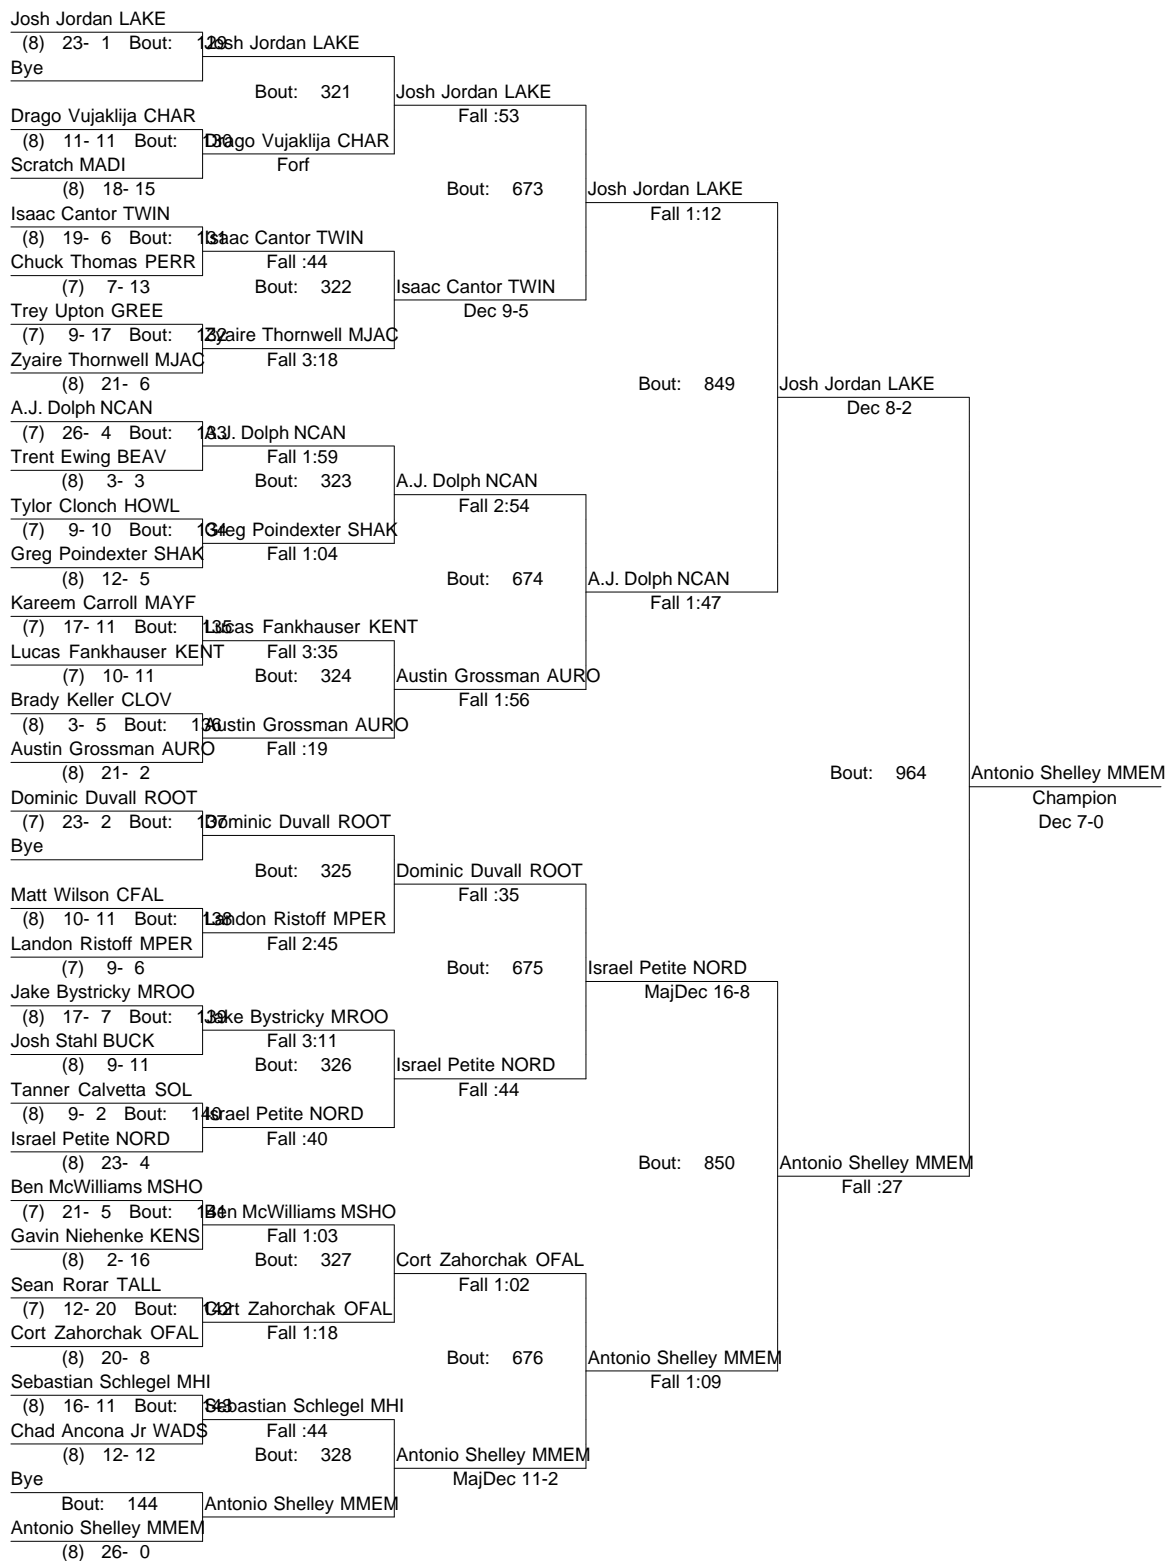 Josh Jordan LAKE
(8) 23- 1 Bout: 129 Josh Jordan LAKE
Bye
Bout: 321 Josh Jordan LAKE
Fall :53
Drago Vujaklija CHAR
(8) 11- 11 Bout: 130 Drago Vujaklija CHAR
Scratch MADI Forf
(8) 18- 15
Bout: 673 Josh Jordan LAKE
Fall 1:12
Isaac Cantor TWIN
(8) 19- 6 Bout: 131 Isaac Cantor TWIN
Chuck Thomas PERR Fall :44
(7) 7- 13
Bout: 322 Isaac Cantor TWIN
Dec 9-5
Trey Upton GREE
(7) 9- 17 Bout: 132 Zyaire Thornwell MJAC
Zyaire Thornwell MJAC Fall 3:18
(8) 21- 6
Bout: 849 Josh Jordan LAKE
Dec 8-2
A.J. Dolph NCAN
(7) 26- 4 Bout: 133 A.J. Dolph NCAN
Trent Ewing BEAV Fall 1:59
(8) 3- 3
Bout: 323 A.J. Dolph NCAN
Fall 2:54
Tylor Clonch HOWL
(7) 9- 10 Bout: 134 Greg Poindexter SHAK
Greg Poindexter SHAK Fall 1:04
(8) 12- 5
Bout: 674 A.J. Dolph NCAN
Fall 1:47
Kareem Carroll MAYF
(7) 17- 11 Bout: 135 Lucas Fankhauser KENT
Lucas Fankhauser KENT Fall 3:35
(7) 10- 11
Bout: 324 Austin Grossman AURO
Fall 1:56
Brady Keller CLOV
(8) 3- 5 Bout: 136 Austin Grossman AURO
Austin Grossman AURO Fall :19
(8) 21- 2
Bout: 964 Antonio Shelley MMEM
Champion
Dec 7-0
Dominic Duvall ROOT
(7) 23- 2 Bout: 137 Dominic Duvall ROOT
Bye
Bout: 325 Dominic Duvall ROOT
Fall :35
Matt Wilson CFAL
(8) 10- 11 Bout: 138 Landon Ristoff MPER
Landon Ristoff MPER Fall 2:45
(7) 9- 6
Bout: 675 Israel Petite NORD
MajDec 16-8
Jake Bystricky MROO
(8) 17- 7 Bout: 139 Jake Bystricky MROO
Josh Stahl BUCK Fall 3:11
(8) 9- 11
Bout: 326 Israel Petite NORD
Fall :44
Tanner Calvetta SOL
(8) 9- 2 Bout: 140 Israel Petite NORD
Israel Petite NORD Fall :40
(8) 23- 4
Bout: 850 Antonio Shelley MMEM
Fall :27
Ben McWilliams MSHO
(7) 21- 5 Bout: 141 Ben McWilliams MSHO
Gavin Niehenke KENS Fall 1:03
(8) 2- 16
Bout: 327 Cort Zahorchak OFAL
Fall 1:02
Sean Rorar TALL
(7) 12- 20 Bout: 142 Cort Zahorchak OFAL
Cort Zahorchak OFAL Fall 1:18
(8) 20- 8
Bout: 676 Antonio Shelley MMEM
Fall 1:09
Sebastian Schlegel MHI
(8) 16- 11 Bout: 143 Sebastian Schlegel MHI
Chad Ancona Jr WADS Fall :44
(8) 12- 12
Bout: 328 Antonio Shelley MMEM
MajDec 11-2
Bye
Bout: 144 Antonio Shelley MMEM
Antonio Shelley MMEM
(8) 26- 0